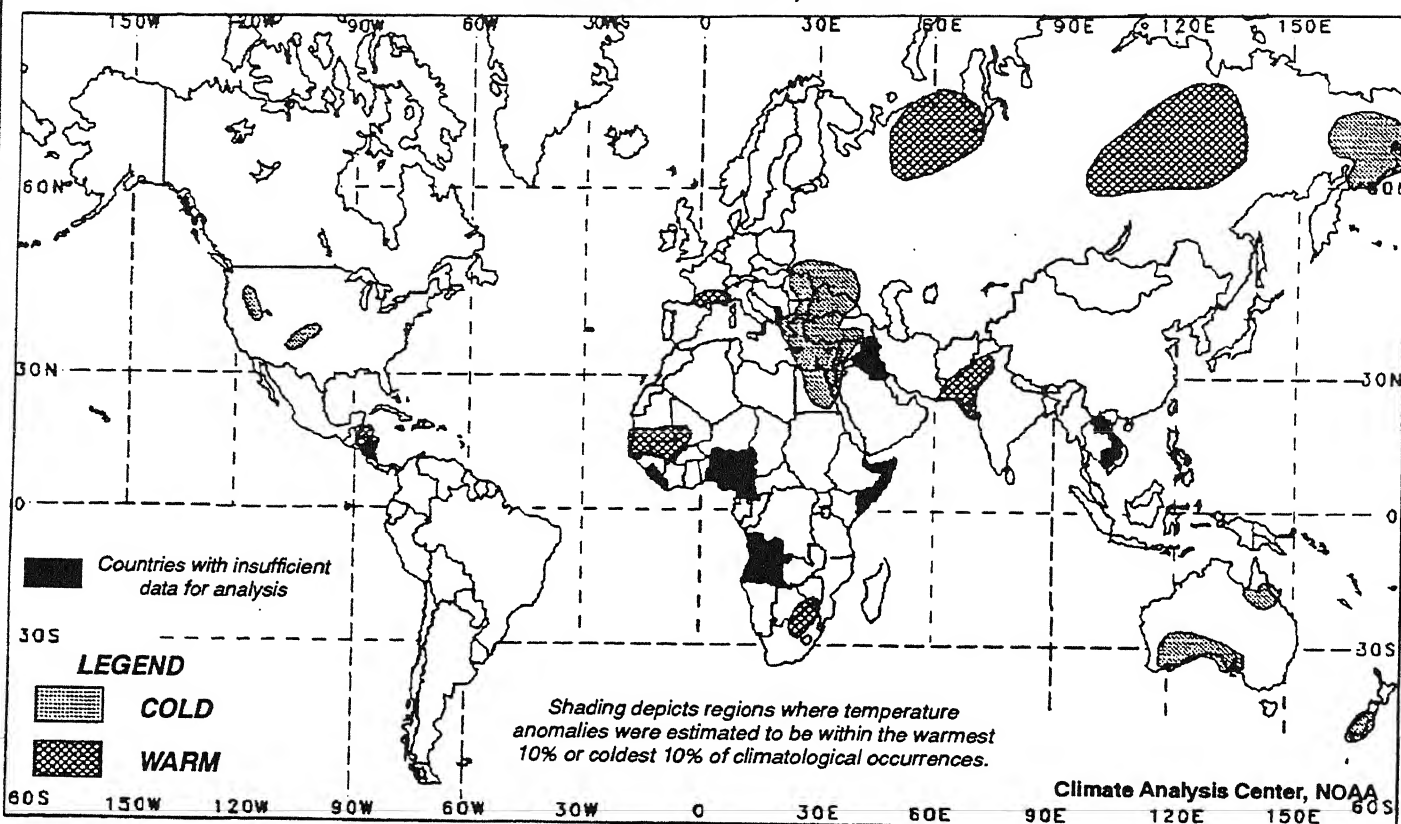 150W 120W 90W 60W 30W 0 30E 60E 90E 120E 150E
60N
30N 30N
0 0
Countries with insufficient
data for analysis
30S 30S
LEGEND
COLD
WARM
Shading depicts regions where temperature
anomalies were estimated to be within the warmest
10% or coldest 10% of climatological occurrences.
Climate Analysis Center, NOAA
60S 150W 120W 90W 60W 30W 0 30E 60E 90E 120E 150E 60S